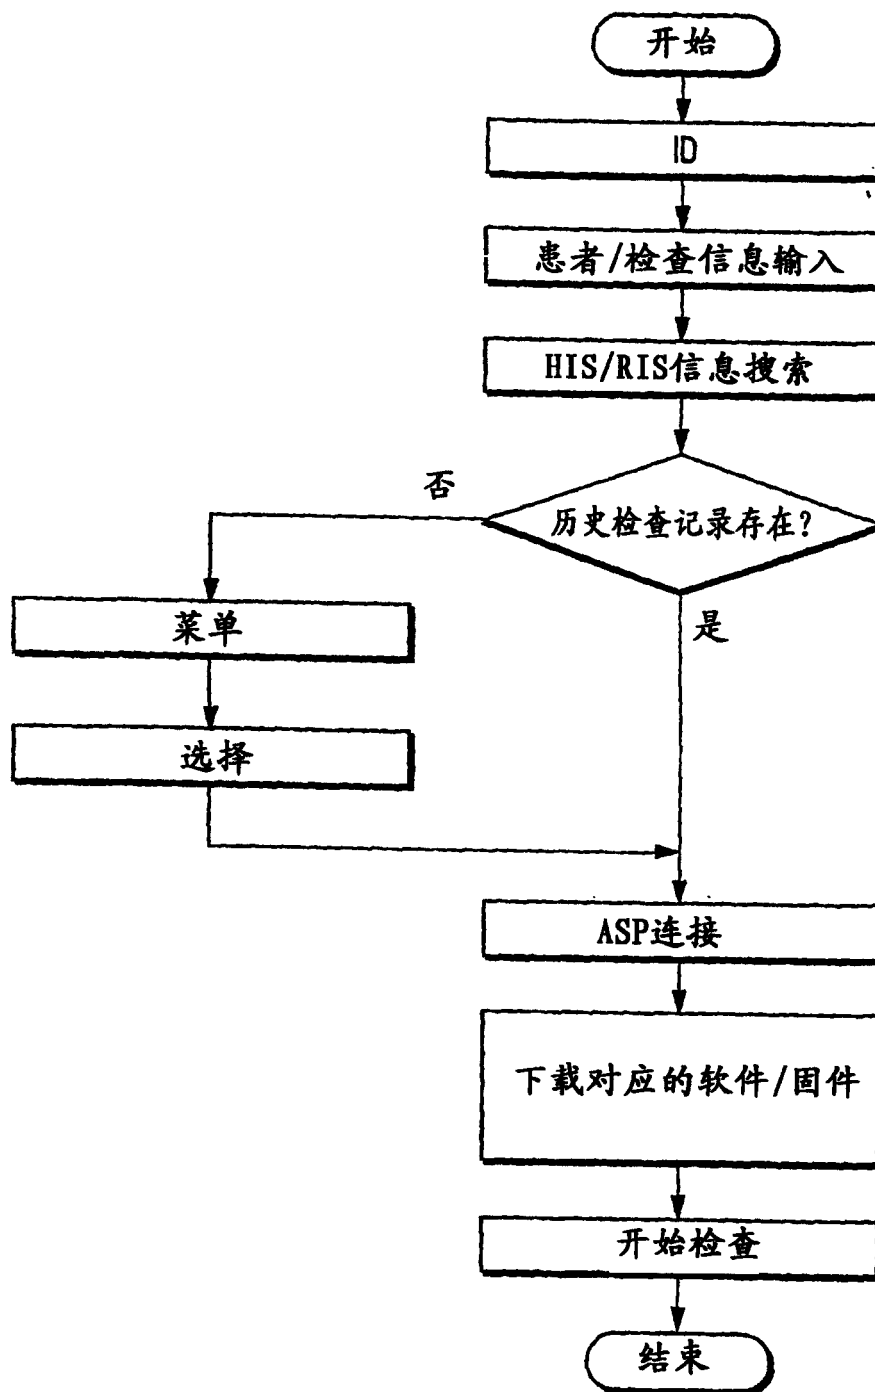 开始
ID
患者/检查信息输入
HIS/RIS信息搜索
历史检查记录存在?
否
是
菜单
选择
ASP连接
下载对应的软件/固件
开始检查
结束